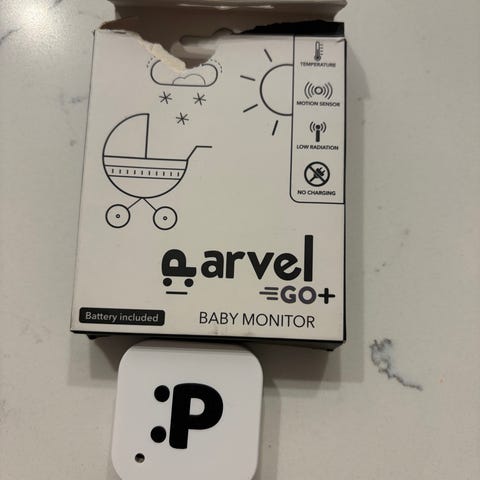 TEMPERATURE
MOTION SENSOR
LOW RADIATION
NO CHARGING
Parvel
GO+
Battery included
BABY MONITOR
:P